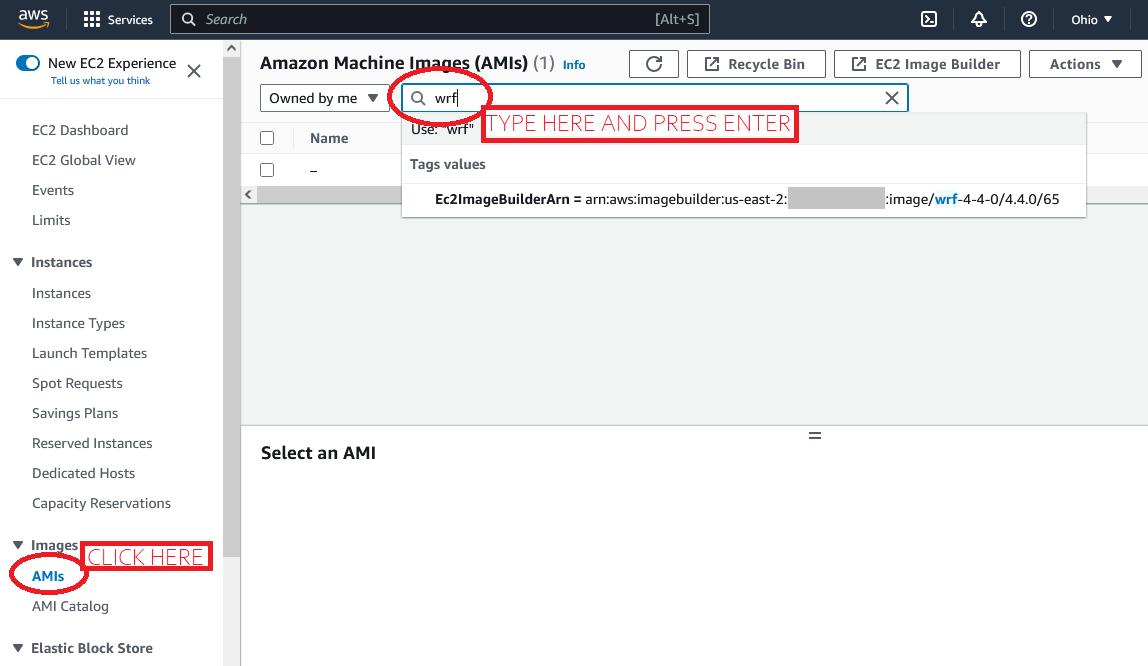 aws Services Search [Alt+S] Ohio
New EC2 Experience
Tell us what you think
EC2 Dashboard
EC2 Global View
Events
Limits
Instances
Instances
Instance Types
Launch Templates
Spot Requests
Savings Plans
Reserved Instances
Dedicated Hosts
Capacity Reservations
Images
CLICK HERE
AMIs
AMI Catalog
Elastic Block Store
Amazon Machine Images (AMIs) (1) Info Recycle Bin EC2 Image Builder Actions
Owned by me wrf
TYPE HERE AND PRESS ENTER
Use: "wrf"
Name
Tags values
–
Ec2ImageBuilderArn = arn:aws:imagebuilder:us-east-2: :image/wrf-4-4-0/4.4.0/65
Select an AMI